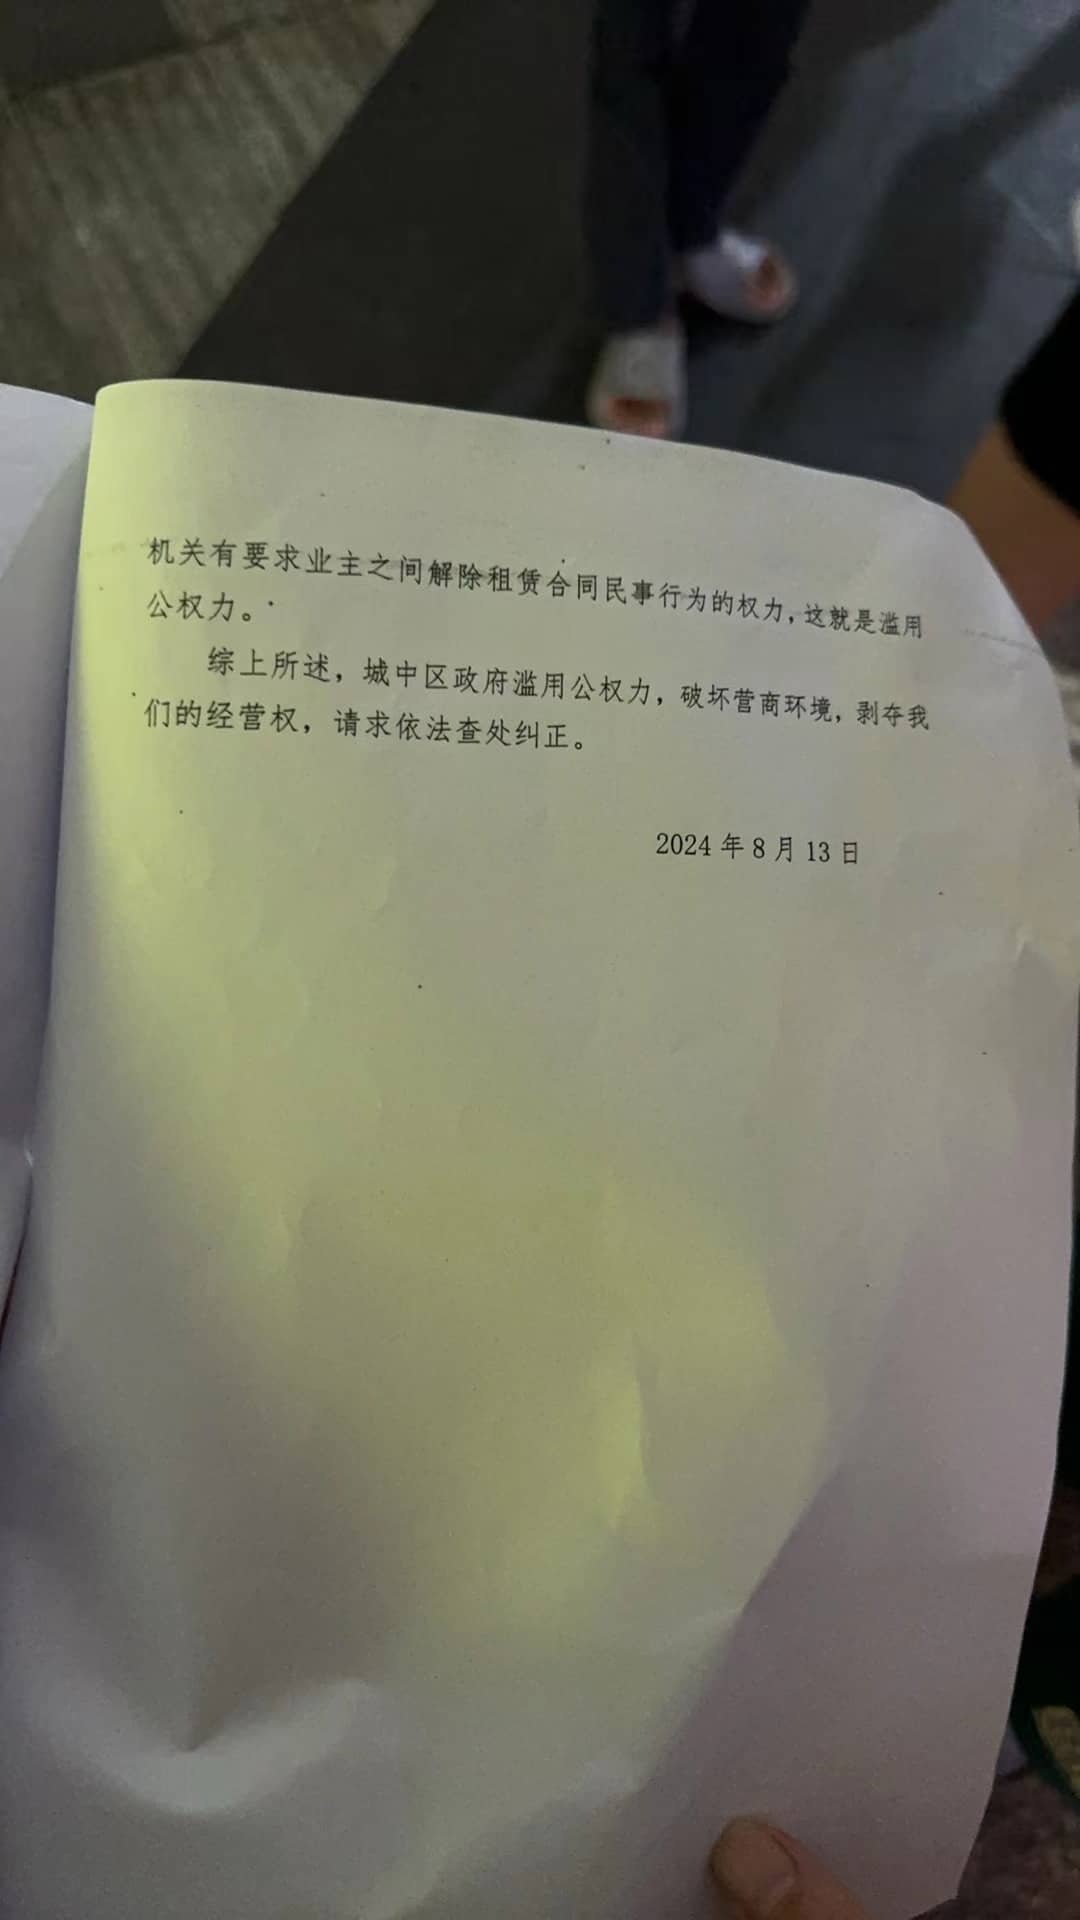 机关有要求业主之间解除租赁合同民事行为的权力，这就是滥用
公权力。
综上所述，城中区政府滥用公权力，破坏营商环境，剥夺我
们的经营权，请求依法查处纠正。
2024年8月13日